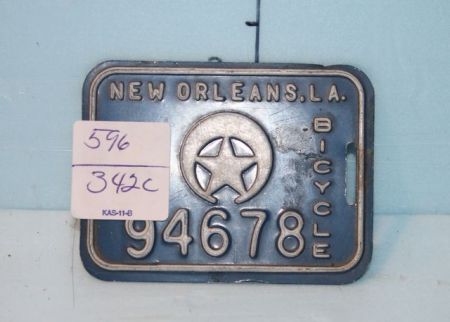 NEW ORLEANS, LA.
BICYCLE
94678
596
342C
KAS-11-B